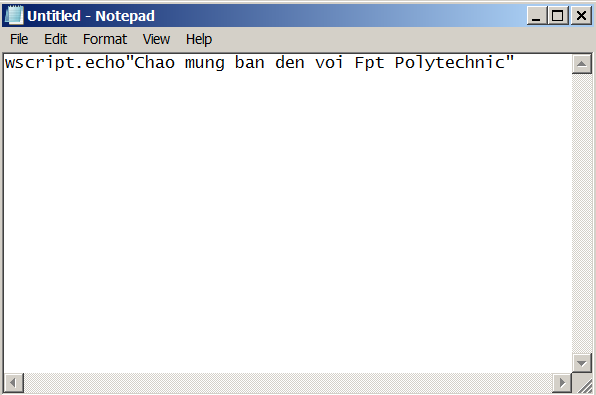 Untitled - Notepad
File Edit Format View Help
wscript.echo"Chao mung ban den voi Fpt Polytechnic"